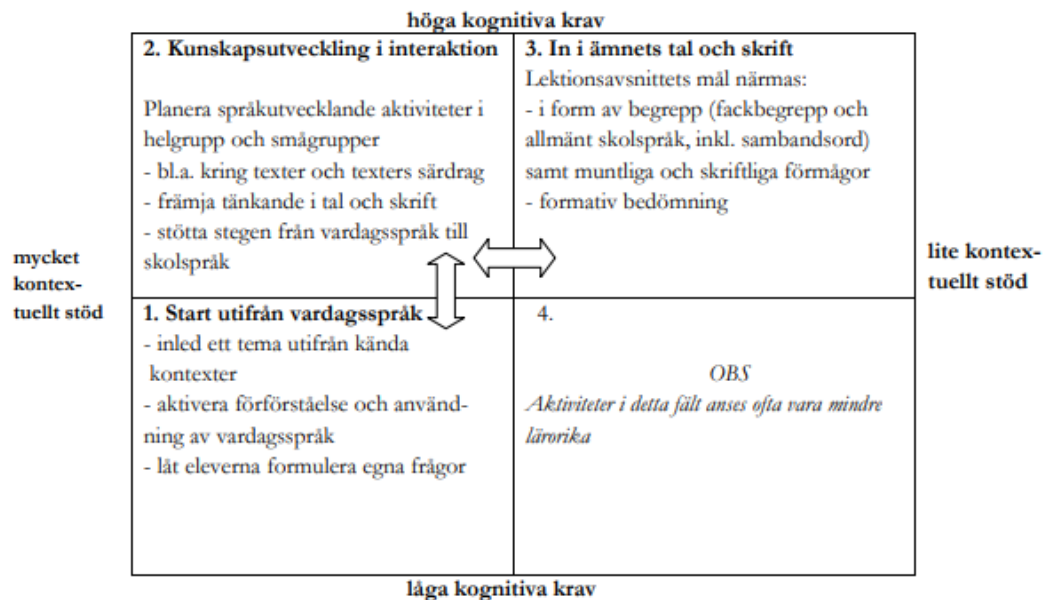 höga kognitiva krav
2. Kunskapsutveckling i interaktion
Planera språkutvecklande aktiviteter i
helgrupp och smågrupper
- bl.a. kring texter och texters särdrag
- främja tänkande i tal och skrift
- stötta stegen från vardagsspråk till
skolspråk
3. In i ämnets tal och skrift
Lektionsavsnittets mål närmas:
- i form av begrepp (fackbegrepp och
allmänt skolspråk, inkl. sambandsord)
samt muntliga och skriftliga förmågor
- formativ bedömning
mycket
kontex-
tuellt stöd
lite kontex-
tuellt stöd
1. Start utifrån vardagsspråk
- inled ett tema utifrån kända
kontexter
- aktivera förförståelse och använd-
ning av vardagsspråk
- låt eleverna formulera egna frågor
4.
OBS
Aktiviteter i detta fält anses ofta vara mindre
lärorika
låga kognitiva krav